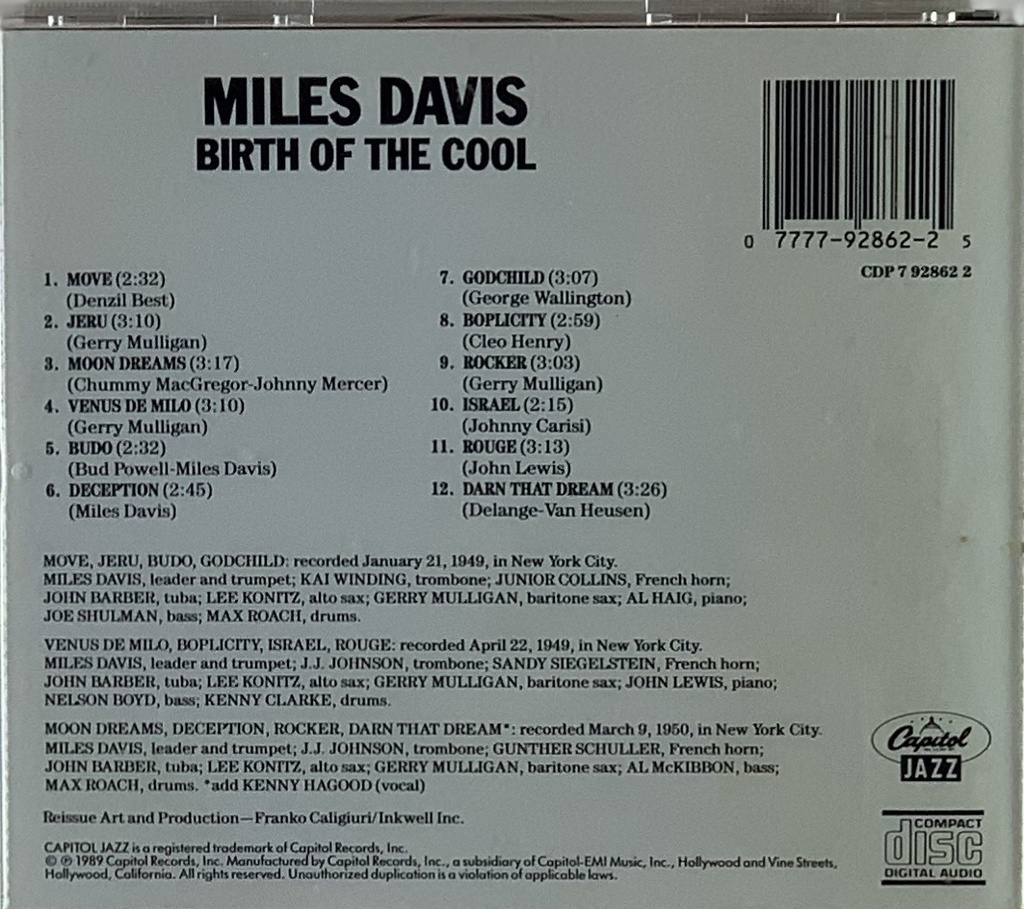 MILES DAVIS
BIRTH OF THE COOL
0 7777-92862-2 5
CDP 7 92862 2
1. MOVE (2:32)
(Denzil Best)
2. JERU (3:10)
(Gerry Mulligan)
3. MOON DREAMS (3:17)
(Chummy MacGregor-Johnny Mercer)
4. VENUS DE MILO (3:10)
(Gerry Mulligan)
5. BUDO (2:32)
(Bud Powell-Miles Davis)
6. DECEPTION (2:45)
(Miles Davis)
7. GODCHILD (3:07)
(George Wallington)
8. BOPLICITY (2:59)
(Cleo Henry)
9. ROCKER (3:03)
(Gerry Mulligan)
10. ISRAEL (2:15)
(Johnny Carisi)
11. ROUGE (3:13)
(John Lewis)
12. DARN THAT DREAM (3:26)
(Delange-Van Heusen)
MOVE, JERU, BUDO, GODCHILD: recorded January 21, 1949, in New York City.
MILES DAVIS, leader and trumpet; KAI WINDING, trombone; JUNIOR COLLINS, French horn;
JOHN BARBER, tuba; LEE KONITZ, alto sax; GERRY MULLIGAN, baritone sax; AL HAIG, piano;
JOE SHULMAN, bass; MAX ROACH, drums.
VENUS DE MILO, BOPLICITY, ISRAEL, ROUGE: recorded April 22, 1949, in New York City.
MILES DAVIS, leader and trumpet; J.J. JOHNSON, trombone; SANDY SIEGELSTEIN, French horn;
JOHN BARBER, tuba; LEE KONITZ, alto sax; GERRY MULLIGAN, baritone sax; JOHN LEWIS, piano;
NELSON BOYD, bass; KENNY CLARKE, drums.
MOON DREAMS, DECEPTION, ROCKER, DARN THAT DREAM*: recorded March 9, 1950, in New York City.
MILES DAVIS, leader and trumpet; J.J. JOHNSON, trombone; GUNTHER SCHULLER, French horn;
JOHN BARBER, tuba; LEE KONITZ, alto sax; GERRY MULLIGAN, baritone sax; AL McKIBBON, bass;
MAX ROACH, drums. *add KENNY HAGOOD (vocal)
Reissue Art and Production—Franko Caligiuri/Inkwell Inc.
CAPITOL JAZZ is a registered trademark of Capitol Records, Inc.
© ℗ 1989 Capitol Records, Inc. Manufactured by Capitol Records, Inc., a subsidiary of Capitol-EMI Music, Inc., Hollywood and Vine Streets,
Hollywood, California. All rights reserved. Unauthorized duplication is a violation of applicable laws.
Capitol
JAZZ
COMPACT
disc
DIGITAL AUDIO